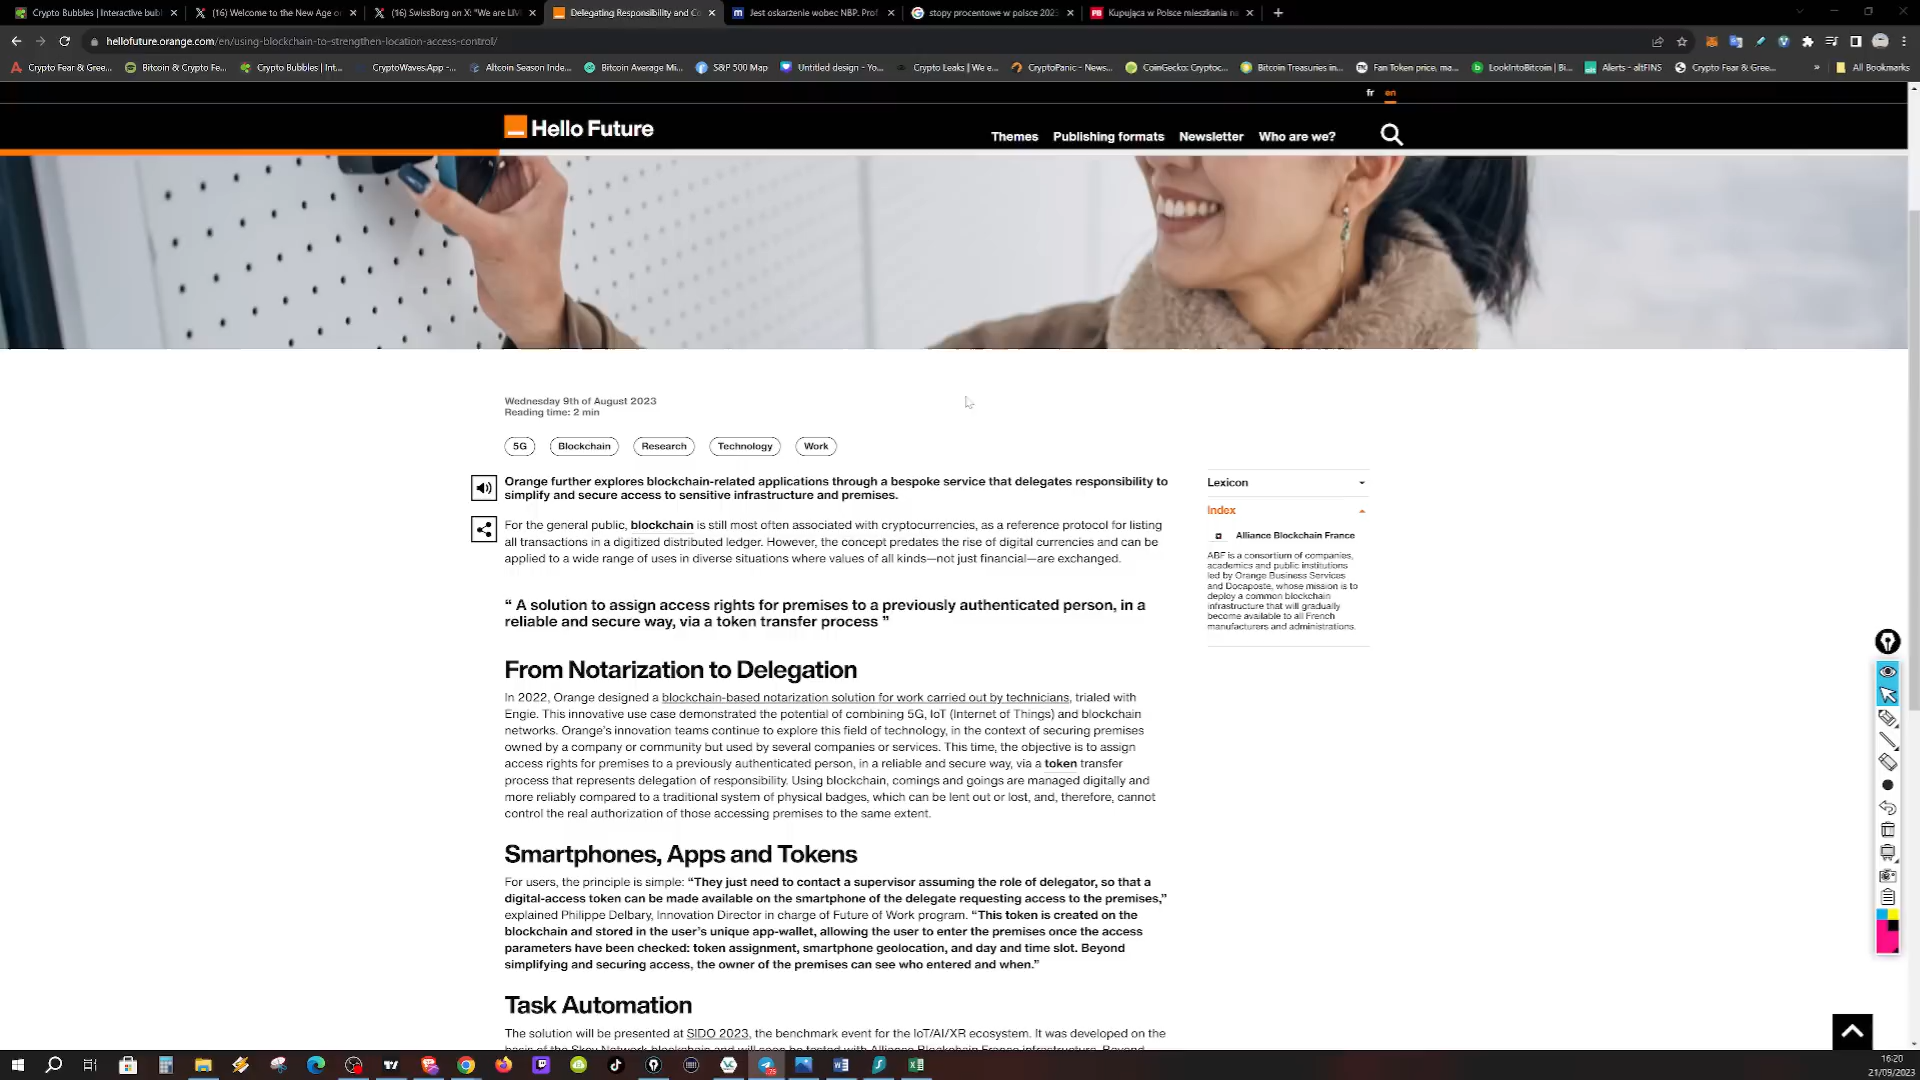 Crypto Bubbles | Interactive bubl
(16) Welcome to the New Age o
(16) SwissBorg on X: "We are LIV
Delegating Responsibility and Co
Jest oskarżenie wobec NBP. Prof
stopy procentowe w polsce 2023
Kupująca w Polsce mieszkania na
hellofuture.orange.com/en/using-blockchain-to-strengthen-location-access-control/
Crypto Fear & Gree...
Bitcoin & Crypto Fe...
Crypto Bubbles | Int...
CryptoWaves.App -...
Altcoin Season Inde...
Bitcoin Average Mi...
S&P 500 Map
Untitled design - Yo...
Crypto Leaks | We e...
CryptoPanic - News...
CoinGecko: Cryptoc...
Bitcoin Treasuries in...
Fan Token price, ma...
LookIntoBitcoin | Bi...
Alerts - altFINS
Crypto Fear & Gree...
»
All Bookmarks
fr en
Hello Future
Themes Publishing formats Newsletter Who are we?
Wednesday 9th of August 2023
Reading time: 2 min
5G Blockchain Research Technology Work
Orange further explores blockchain-related applications through a bespoke service that delegates responsibility to
simplify and secure access to sensitive infrastructure and premises.
For the general public, blockchain is still most often associated with cryptocurrencies, as a reference protocol for listing
all transactions in a digitized distributed ledger. However, the concept predates the rise of digital currencies and can be
applied to a wide range of uses in diverse situations where values of all kinds—not just financial—are exchanged.
“ A solution to assign access rights for premises to a previously authenticated person, in a
reliable and secure way, via a token transfer process ”
From Notarization to Delegation
In 2022, Orange designed a blockchain-based notarization solution for work carried out by technicians, trialed with
Engie. This innovative use case demonstrated the potential of combining 5G, IoT (Internet of Things) and blockchain
networks. Orange’s innovation teams continue to explore this field of technology, in the context of securing premises
owned by a company or community but used by several companies or services. This time, the objective is to assign
access rights for premises to a previously authenticated person, in a reliable and secure way, via a token transfer
process that represents delegation of responsibility. Using blockchain, comings and goings are managed digitally and
more reliably compared to a traditional system of physical badges, which can be lent out or lost, and, therefore, cannot
control the real authorization of those accessing premises to the same extent.
Smartphones, Apps and Tokens
For users, the principle is simple: “They just need to contact a supervisor assuming the role of delegator, so that a
digital-access token can be made available on the smartphone of the delegate requesting access to the premises,”
explained Philippe Delbary, Innovation Director in charge of Future of Work program. “This token is created on the
blockchain and stored in the user’s unique app-wallet, allowing the user to enter the premises once the access
parameters have been checked: token assignment, smartphone geolocation, and day and time slot. Beyond
simplifying and securing access, the owner of the premises can see who entered and when.”
Task Automation
The solution will be presented at SIDO 2023, the benchmark event for the IoT/AI/XR ecosystem. It was developed on the
basis of the Skey Network blockchain and will soon be tested with Alliance Blockchain France infrastructure. Beyond
Lexicon
Index
Alliance Blockchain France
ABF is a consortium of companies,
academics and public institutions
led by Orange Business Services
and Docaposte, whose mission is to
deploy a common blockchain
infrastructure that will gradually
become available to all French
manufacturers and administrations.
16:20
21/09/2023